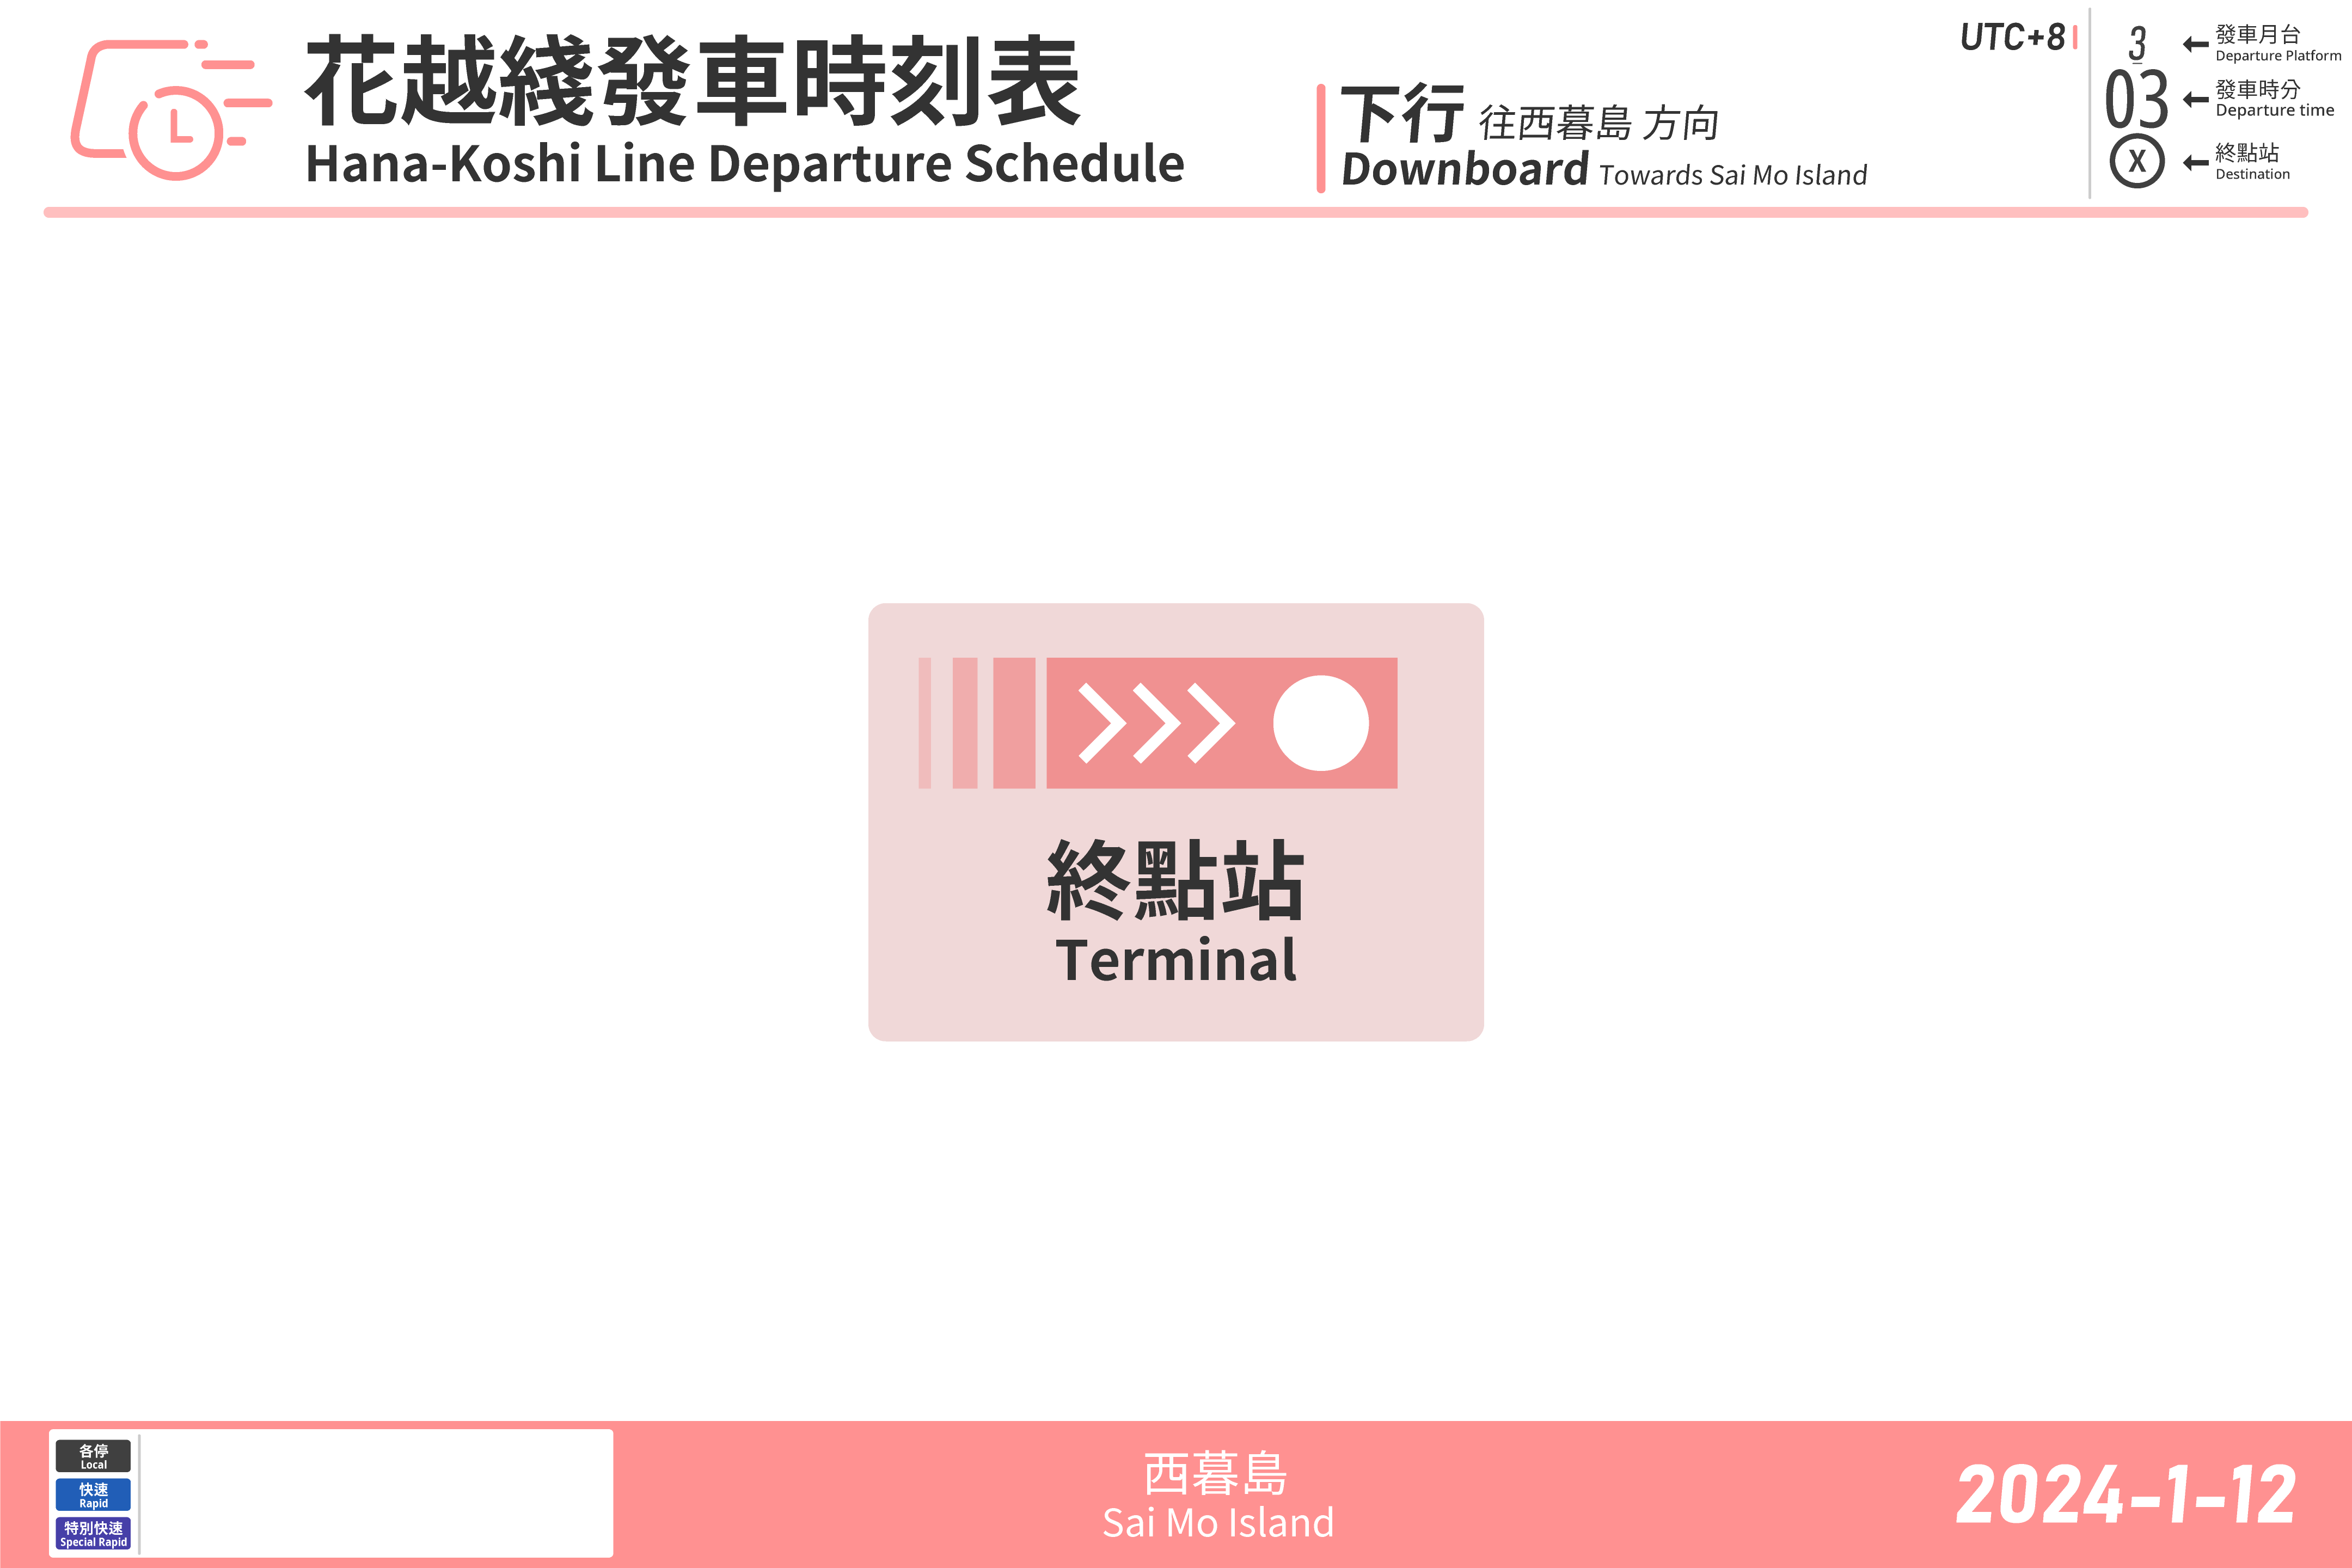 花越綫發車時刻表
Hana-Koshi Line Departure Schedule
下行 往西暮島 方向
Downboard Towards Sai Mo Island
UTC+8
3
03
X
發車月台
Departure Platform
發車時分
Departure time
終點站
Destination
終點站
Terminal
各停
Local
快速
Rapid
特別快速
Special Rapid
西暮島
Sai Mo Island
2024-1-12